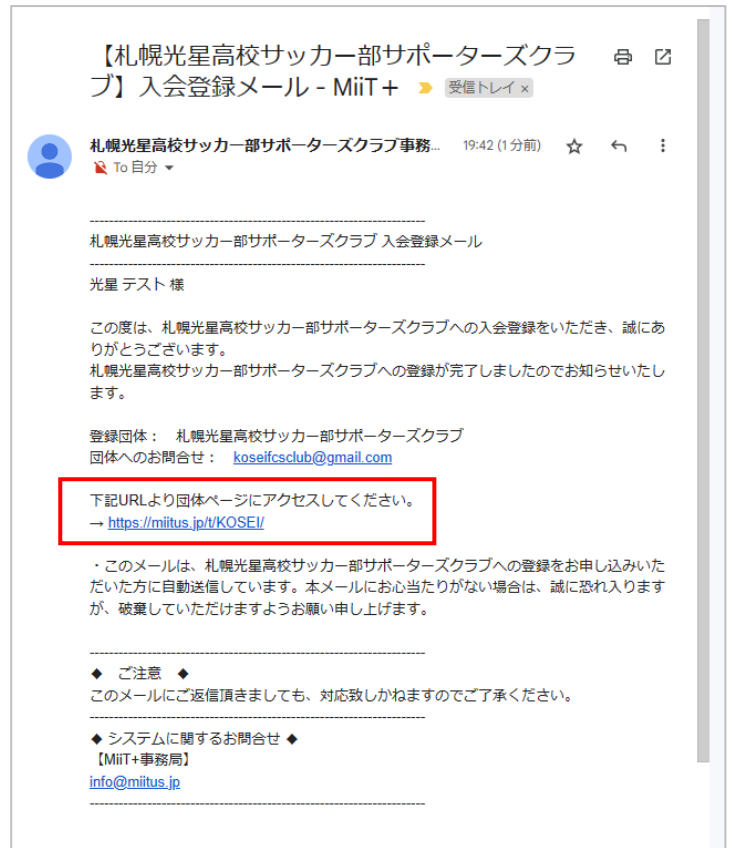 【札幌光星高校サッカー部サポーターズクラ
ブ】入会登録メール - MiiT+ 受信トレイ ×
札幌光星高校サッカー部サポーターズクラブ事務... 19:42 (1 分前)
To 自分
----------------------------------------------------------------------
札幌光星高校サッカー部サポーターズクラブ 入会登録メール
----------------------------------------------------------------------
光星 テスト 様
この度は、札幌光星高校サッカー部サポーターズクラブへの入会登録をいただき、誠にあ
りがとうございます。
札幌光星高校サッカー部サポーターズクラブへの登録が完了しましたのでお知らせいたし
ます。
登録団体： 札幌光星高校サッカー部サポーターズクラブ
団体へのお問合せ： koseifcsclub@gmail.com
下記URLより団体ページにアクセスしてください。
→ https://miitus.jp/t/KOSEI/
・このメールは、札幌光星高校サッカー部サポーターズクラブへの登録をお申し込みいた
だいた方に自動送信しています。本メールにお心当たりがない場合は、誠に恐れ入ります
が、破棄していただけますようお願い申し上げます。
----------------------------------------------------------------------
◆ ご注意 ◆
このメールにご返信頂きましても、対応致しかねますのでご了承ください。
----------------------------------------------------------------------
◆ システムに関するお問合せ ◆
【MiiT+事務局】
info@miitus.jp
----------------------------------------------------------------------